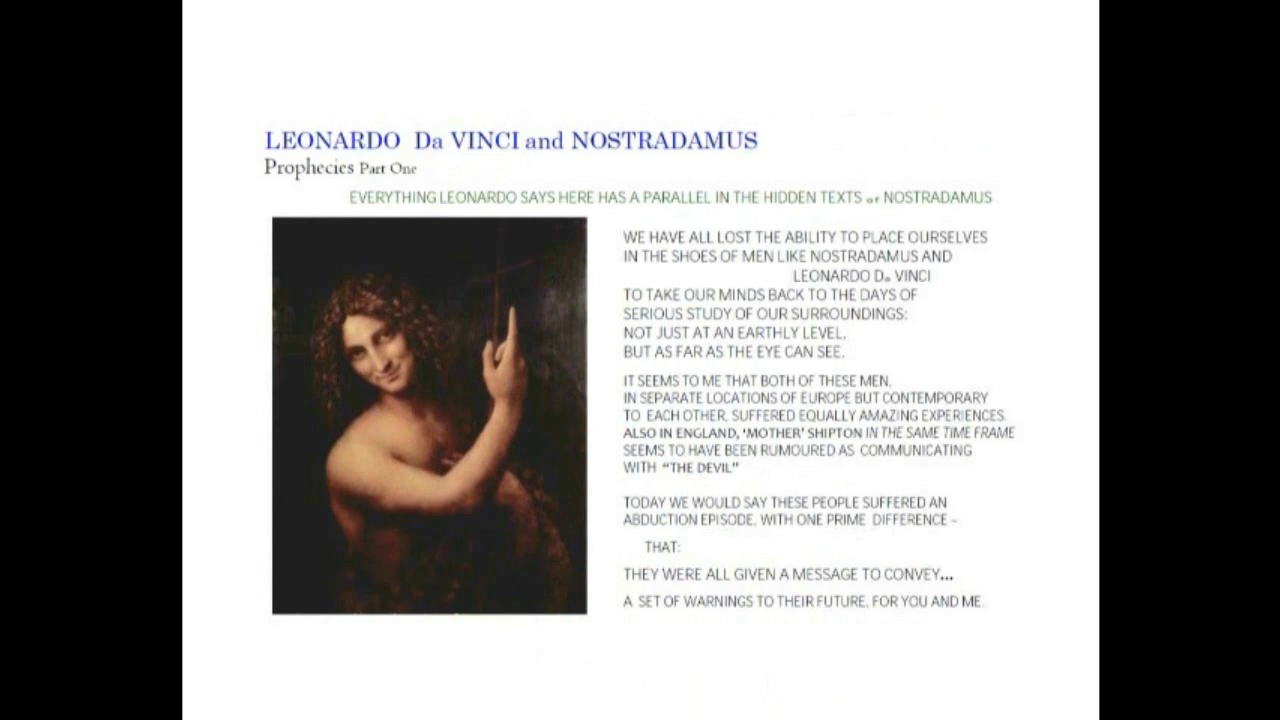 LEONARDO Da VINCI and NOSTRADAMUS
Prophecies Part One
EVERYTHING LEONARDO SAYS HERE HAS A PARALLEL IN THE HIDDEN TEXTS of NOSTRADAMUS
WE HAVE ALL LOST THE ABILITY TO PLACE OURSELVES
IN THE SHOES OF MEN LIKE NOSTRADAMUS AND
LEONARDO Da VINCI
TO TAKE OUR MINDS BACK TO THE DAYS OF
SERIOUS STUDY OF OUR SURROUNDINGS:
NOT JUST AT AN EARTHLY LEVEL,
BUT AS FAR AS THE EYE CAN SEE.
IT SEEMS TO ME THAT BOTH OF THESE MEN,
IN SEPARATE LOCATIONS OF EUROPE BUT CONTEMPORARY
TO EACH OTHER, SUFFERED EQUALLY AMAZING EXPERIENCES.
ALSO IN ENGLAND, ‘MOTHER’ SHIPTON IN THE SAME TIME FRAME
SEEMS TO HAVE BEEN RUMOURED AS COMMUNICATING
WITH “THE DEVIL”
TODAY WE WOULD SAY THESE PEOPLE SUFFERED AN
ABDUCTION EPISODE, WITH ONE PRIME DIFFERENCE ~
THAT:
THEY WERE ALL GIVEN A MESSAGE TO CONVEY...
A SET OF WARNINGS TO THEIR FUTURE, FOR YOU AND ME.